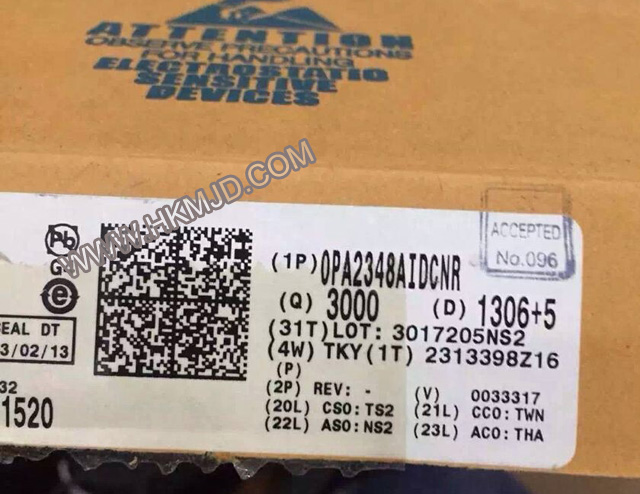 ATTENTION
OBSERVE PRECAUTIONS
FOR HANDLING
ELECTROSTATIC
SENSITIVE
DEVICES
WWW.HKMJD.COM
ACCEPTED
No.096
Pb
G
e
(1P) OPA2348AIDCNR
(Q) 3000 (D) 1306+5
(31T)LOT: 3017205NS2
(4W) TKY(1T) 2313398Z16
(P)
(2P) REV: - (V) 0033317
(20L) CSO:TS2 (21L) CCO:TWN
(22L) ASO:NS2 (23L) ACO:THA
SEAL DT
3/02/13
32
1520